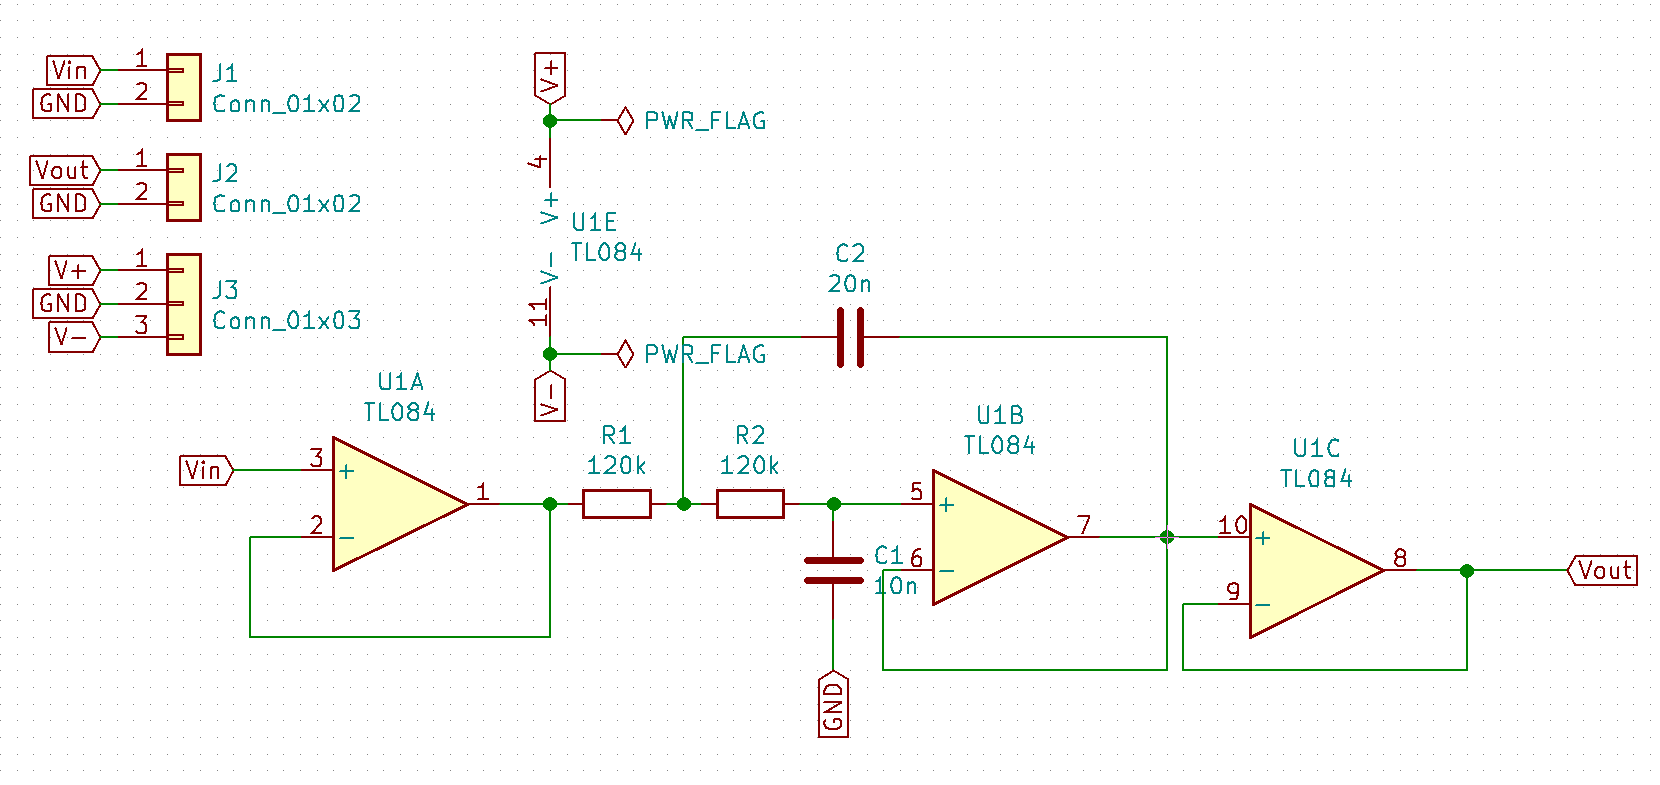 Vin
1
GND
2
J1
Conn_01x02
Vout
1
GND
2
J2
Conn_01x02
V+
1
GND
2
V-
3
J3
Conn_01x03
V+
PWR_FLAG
4
V+
U1E
TL084
V-
11
PWR_FLAG
V-
C2
20n
U1A
TL084
Vin
3
+
2
-
1
R1
120k
R2
120k
U1B
TL084
5
+
6
-
7
C1
10n
GND
U1C
TL084
10
+
9
-
8
Vout